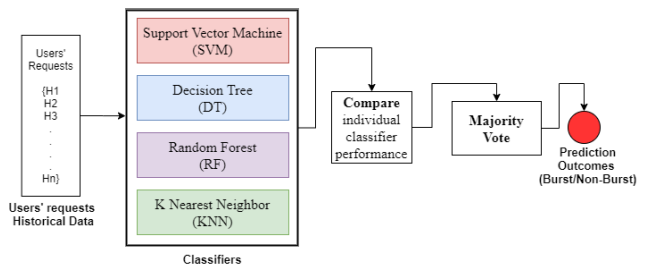 Users'
Requests
{H1
H2
H3
.
.
.
.
Hn}
Users' requests
Historical Data
Support Vector Machine
(SVM)
Decision Tree
(DT)
Random Forest
(RF)
K Nearest Neighbor
(KNN)
Classifiers
Compare
individual
classifier
performance
Majority
Vote
Prediction
Outcomes
(Burst/Non-Burst)